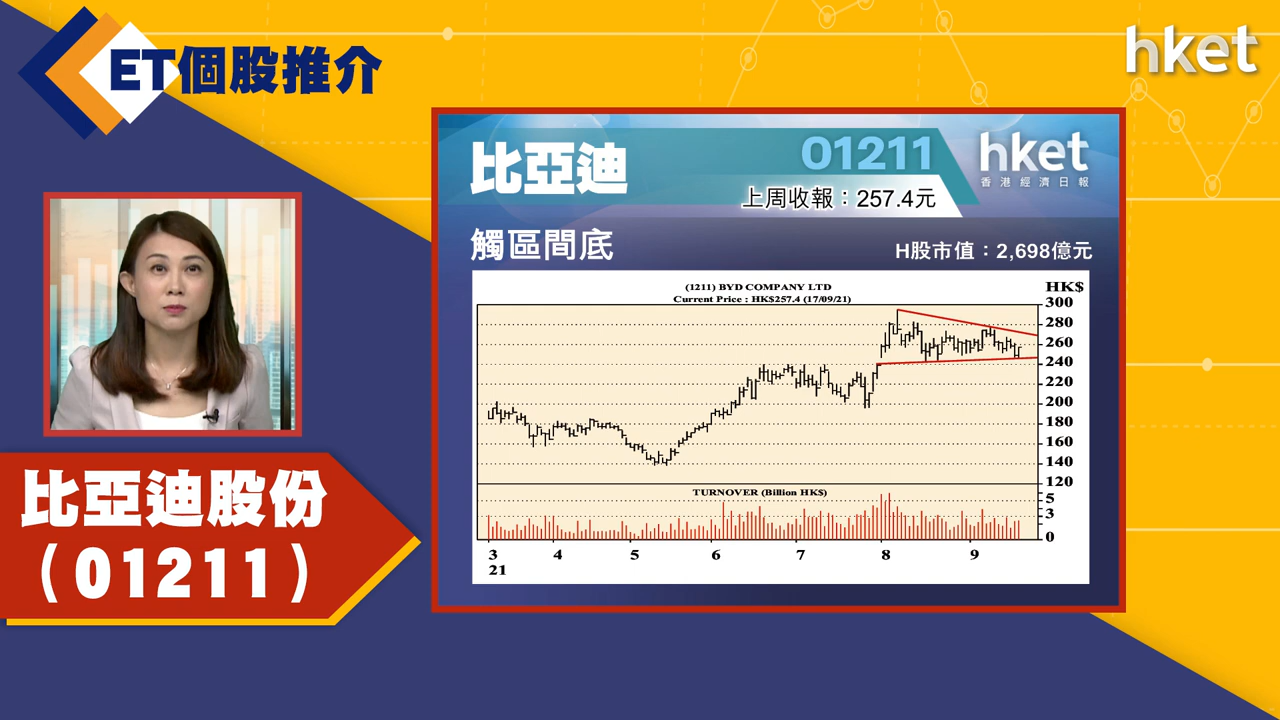 ET個股推介
hket
比亞迪
01211
hket
香港經濟日報
上周收報：257.4元
觸區間底
H股市值：2,698億元
(1211) BYD COMPANY LTD
Current Price : HK$257.4 (17/09/21)
HK$
300
280
260
240
220
200
180
160
140
120
TURNOVER (Billion HK$)
5
3
0
3 4 5 6 7 8 9
21
比亞迪股份
（01211）